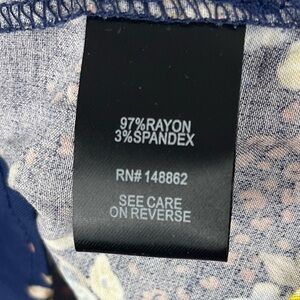 97%RAYON
3%SPANDEX
RN# 148862
SEE CARE
ON REVERSE